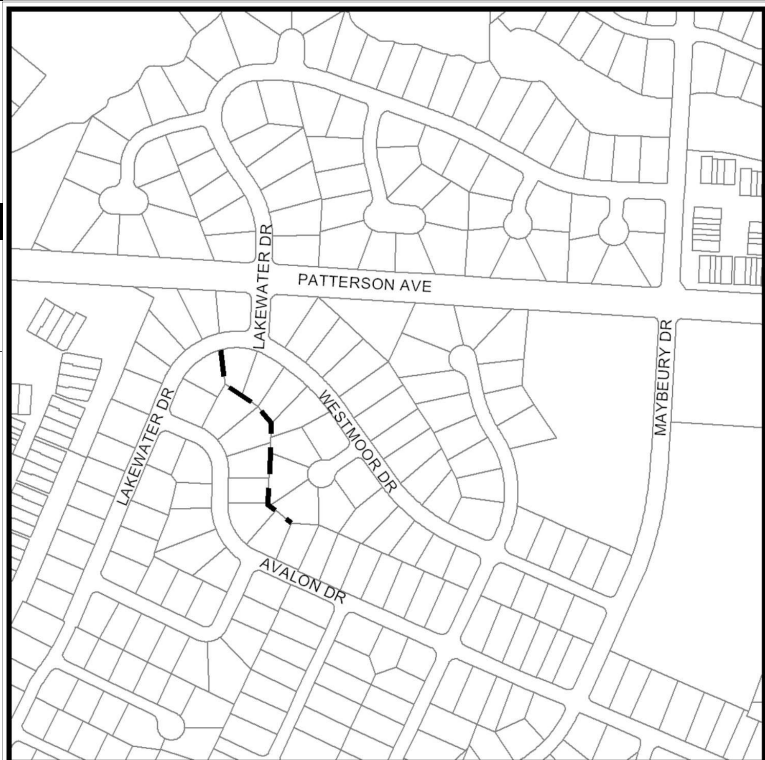 LAKEWATER DR
PATTERSON AVE
MAYBEURY DR
WESTMOOR DR
LAKEWATER DR
AVALON DR